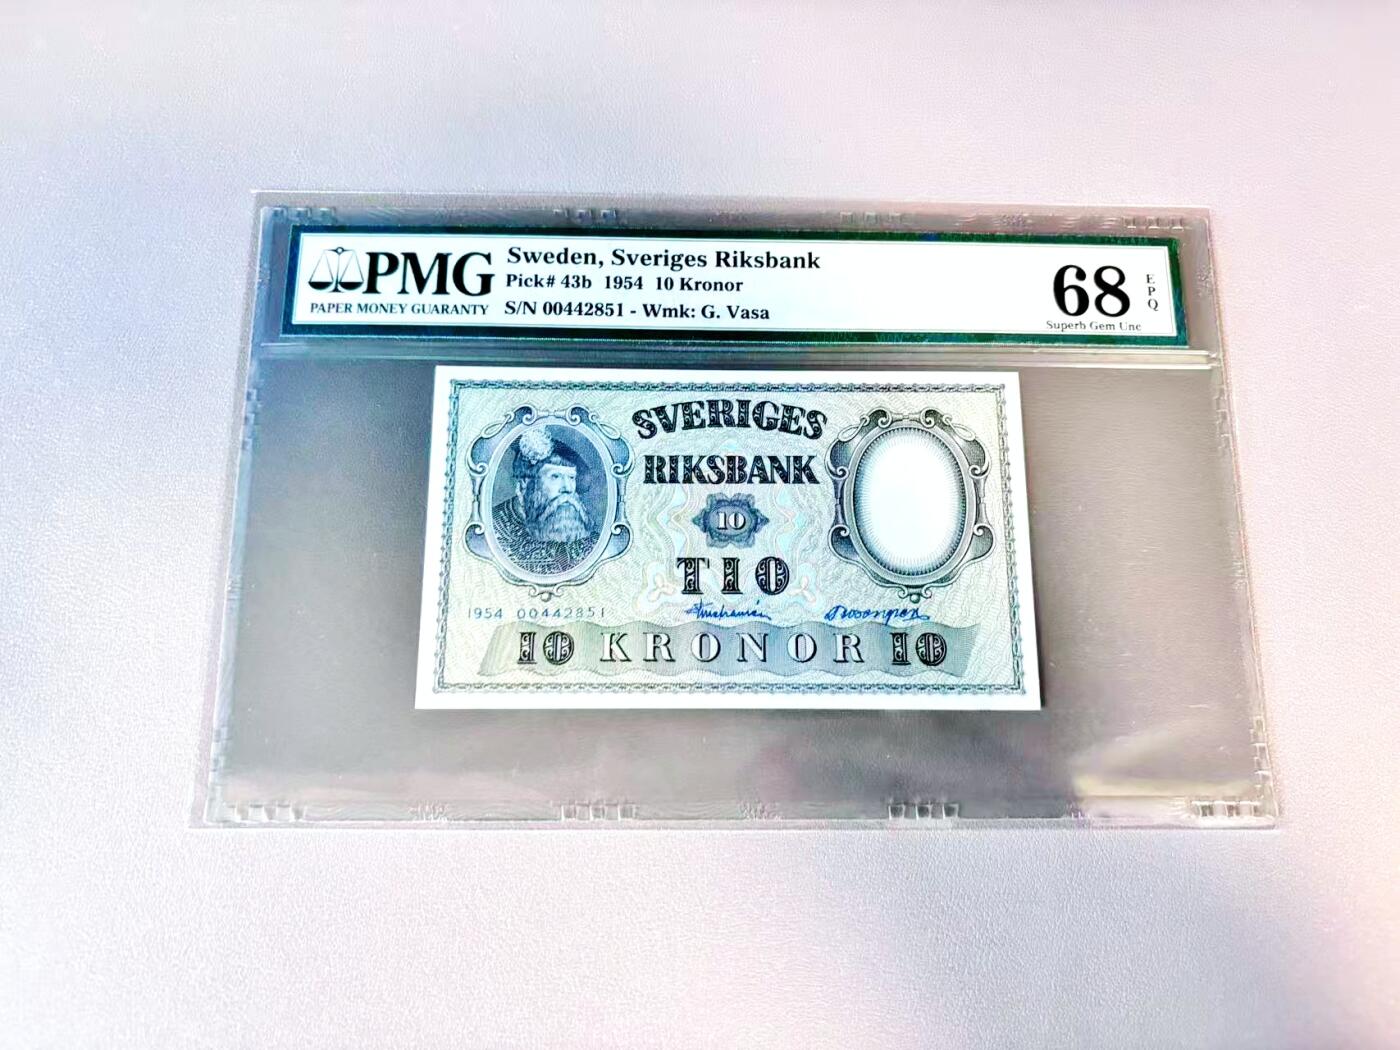 PMG
PAPER MONEY GUARANTY
Sweden, Sveriges Riksbank
Pick# 43b 1954 10 Kronor
S/N 00442851 - Wmk: G. Vasa
68
EPQ
Superb Gem Unc
SVERIGES
RIKSBANK
10
TIO
1954 00442851
10 KRONOR 10